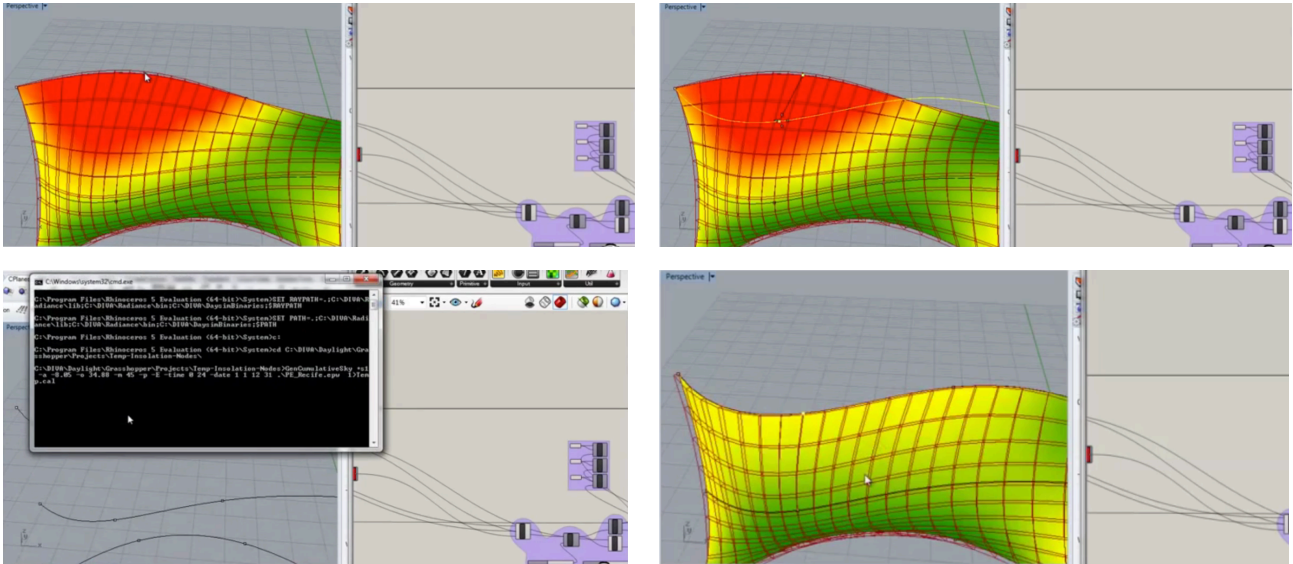 Perspective
Perspective
C:\Windows\system32\cmd.exe
C:\Program Files\Rhinoceros 5 Evaluation (64-bit)\System>SET RAYPATH=.;C:\DIVA\Ra
diance\lib;C:\DIVA\Radiance\bin;C:\DIVA\DaysimBinaries;$RAYPATH
C:\Program Files\Rhinoceros 5 Evaluation (64-bit)\System>SET PATH=.;C:\DIVA\Radi
ance\lib;C:\DIVA\Radiance\bin;C:\DIVA\DaysimBinaries;$PATH
C:\Program Files\Rhinoceros 5 Evaluation (64-bit)\System>c:
C:\Program Files\Rhinoceros 5 Evaluation (64-bit)\System>cd C:\DIVA\Daylight\Gra
sshopper\Projects\Temp-Insolation-Nodes\
C:\DIVA\Daylight\Grasshopper\Projects\Temp-Insolation-Nodes>GenCumulativeSky +s1
-a -8.05 -o 34.88 -m 45 -p -E -time 0 24 -date 1 1 12 31 .\PE_Recife.epw 1>Tem
p.cal
Geometry
Primitive
Input
Util
41%
Perspective